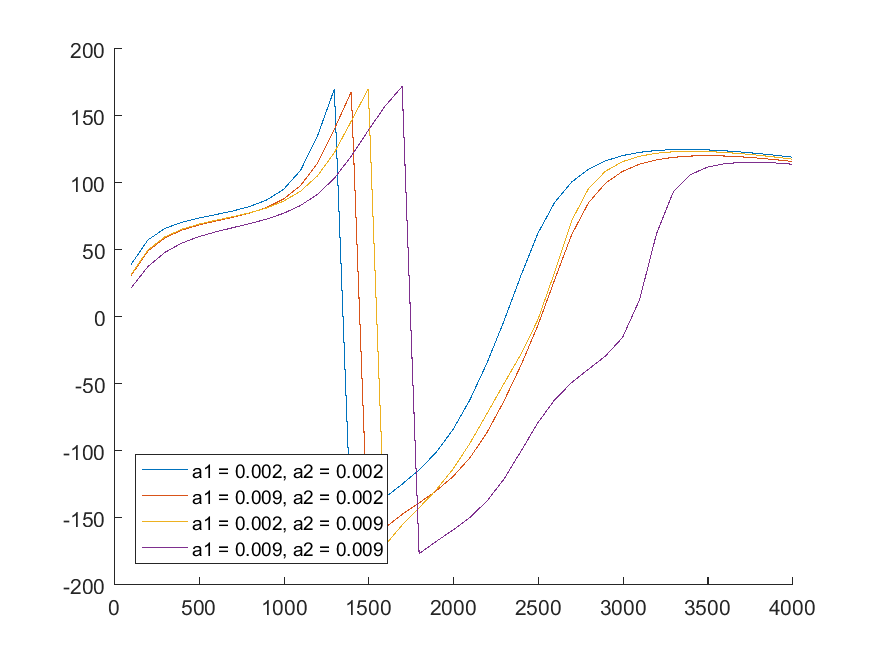 200
150
100
50
0
-50
-100
-150
-200
a1 = 0.002, a2 = 0.002
a1 = 0.009, a2 = 0.002
a1 = 0.002, a2 = 0.009
a1 = 0.009, a2 = 0.009
0 500 1000 1500 2000 2500 3000 3500 4000